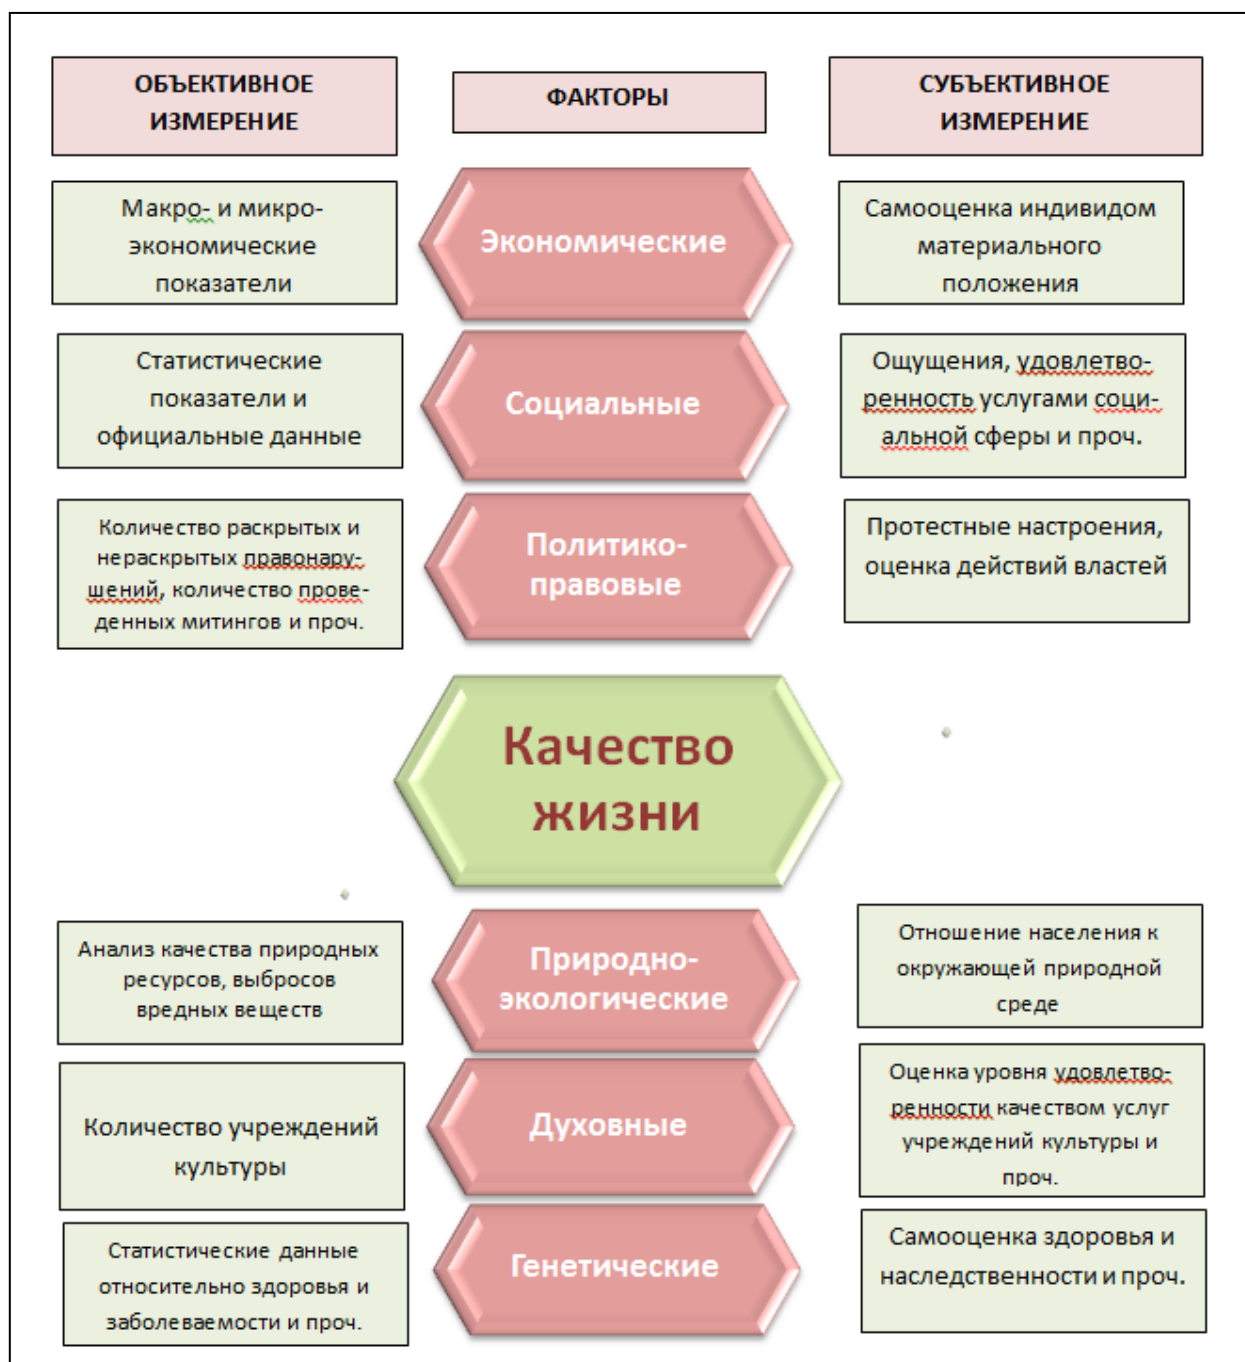 ОБЪЕКТИВНОЕ
ИЗМЕРЕНИЕ
ФАКТОРЫ
СУБЪЕКТИВНОЕ
ИЗМЕРЕНИЕ
Макро- и микро-
экономические
показатели
Экономические
Самооценка индивидом
материального
положения
Статистические
показатели и
официальные данные
Социальные
Ощущения, удовлетво-
ренность услугами соци-
альной сферы и проч.
Количество раскрытых и
нераскрытых правонару-
шений, количество прове-
денных митингов и проч.
Политико-
правовые
Протестные настроения,
оценка действий властей
Качество
жизни
Анализ качества природных
ресурсов, выбросов
вредных веществ
Природно-
экологические
Отношение населения к
окружающей природной
среде
Количество учреждений
культуры
Духовные
Оценка уровня удовлетво-
ренности качеством услуг
учреждений культуры и
проч.
Статистические данные
относительно здоровья и
заболеваемости и проч.
Генетические
Самооценка здоровья и
наследственности и проч.